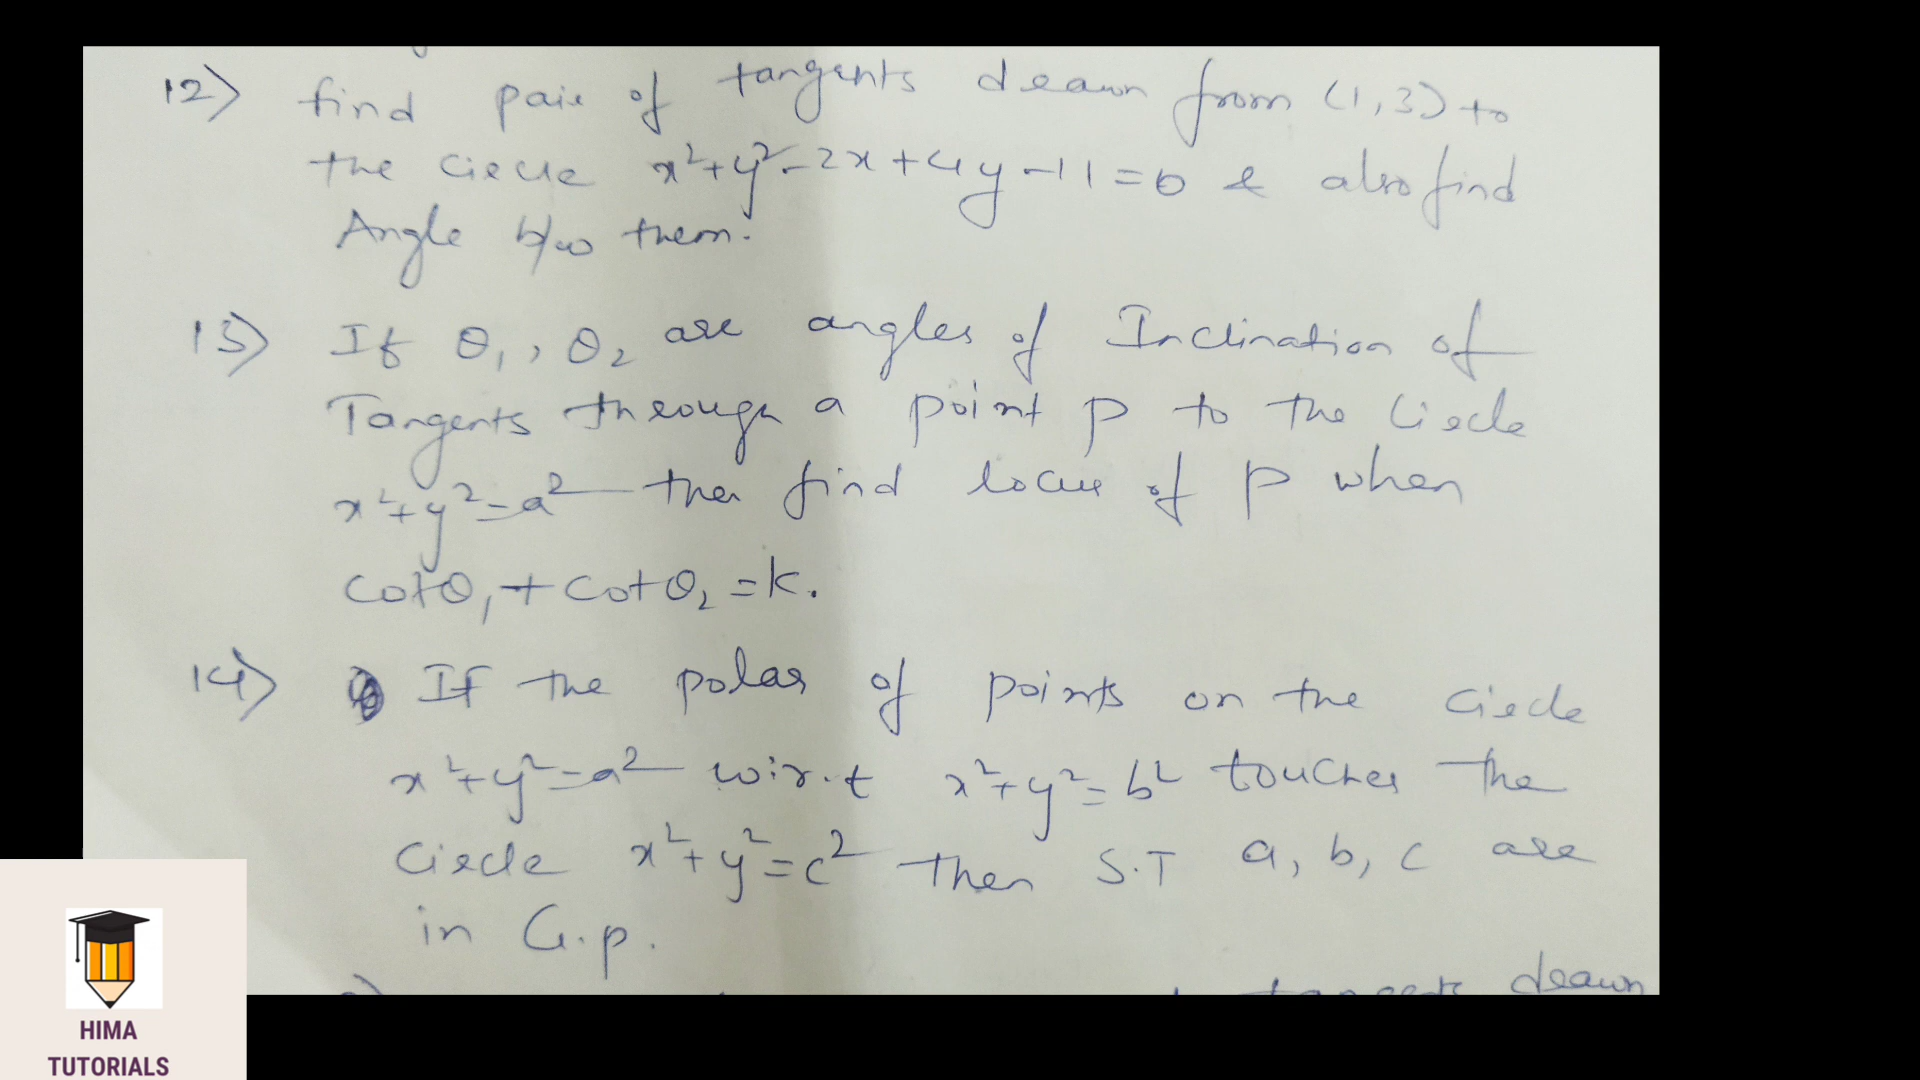 12) find pair of tangents drawn from (1,3) to
the circle x²+y²-2x+4y-11=0 & also find
Angle b/w them.
13) If θ₁, θ₂ are angles of Inclination of
Tangents through a point P to the Circle
x²+y²=a² then find locus of P when
cotθ₁+cotθ₂=k.
14) If the polar of points on the circle
x²+y²=a² w.r.t x²+y²=b² touches the
Circle x²+y²=c² then S.T a, b, c are
in G.p.
tangents drawn
HIMA
TUTORIALS